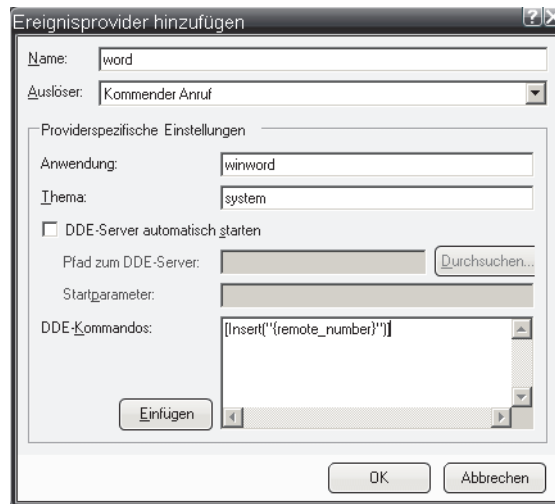 Ereignisprovider hinzufügen
Name: word
Auslöser: Kommender Anruf
Providerspezifische Einstellungen
Anwendung: winword
Thema: system
DDE-Server automatisch starten
Pfad zum DDE-Server: Durchsuchen...
Startparameter:
DDE-Kommandos: [Insert("{remote_number}")]
Einfügen
OK Abbrechen